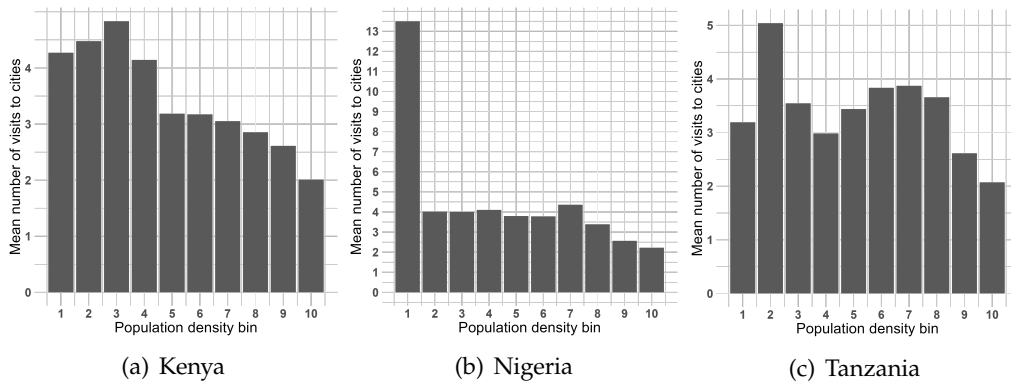 Mean number of visits to cities
4
3
2
1
0
1 2 3 4 5 6 7 8 9 10
Population density bin
(a) Kenya
Mean number of visits to cities
13
12
11
10
9
8
7
6
5
4
3
2
1
0
1 2 3 4 5 6 7 8 9 10
Population density bin
(b) Nigeria
Mean number of visits to cities
5
4
3
2
1
0
1 2 3 4 5 6 7 8 9 10
Population density bin
(c) Tanzania